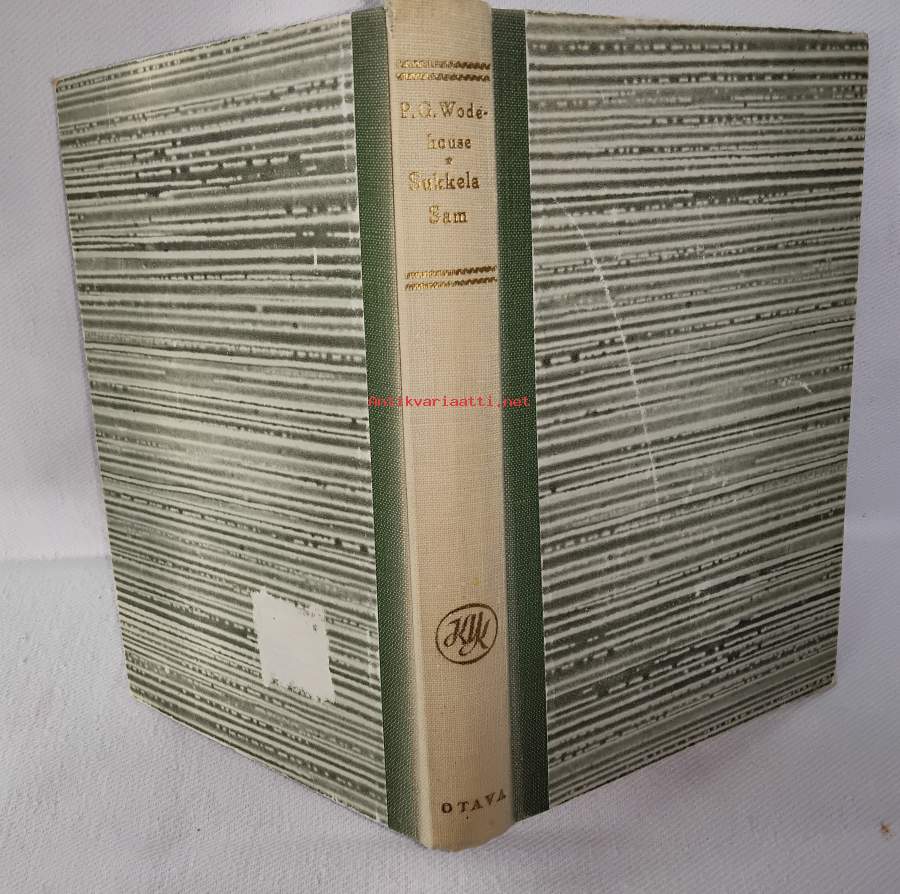 P.G.Wode-
house
*
Sukkela
Sam
Antikvariaatti.net
KYK
OTAVA